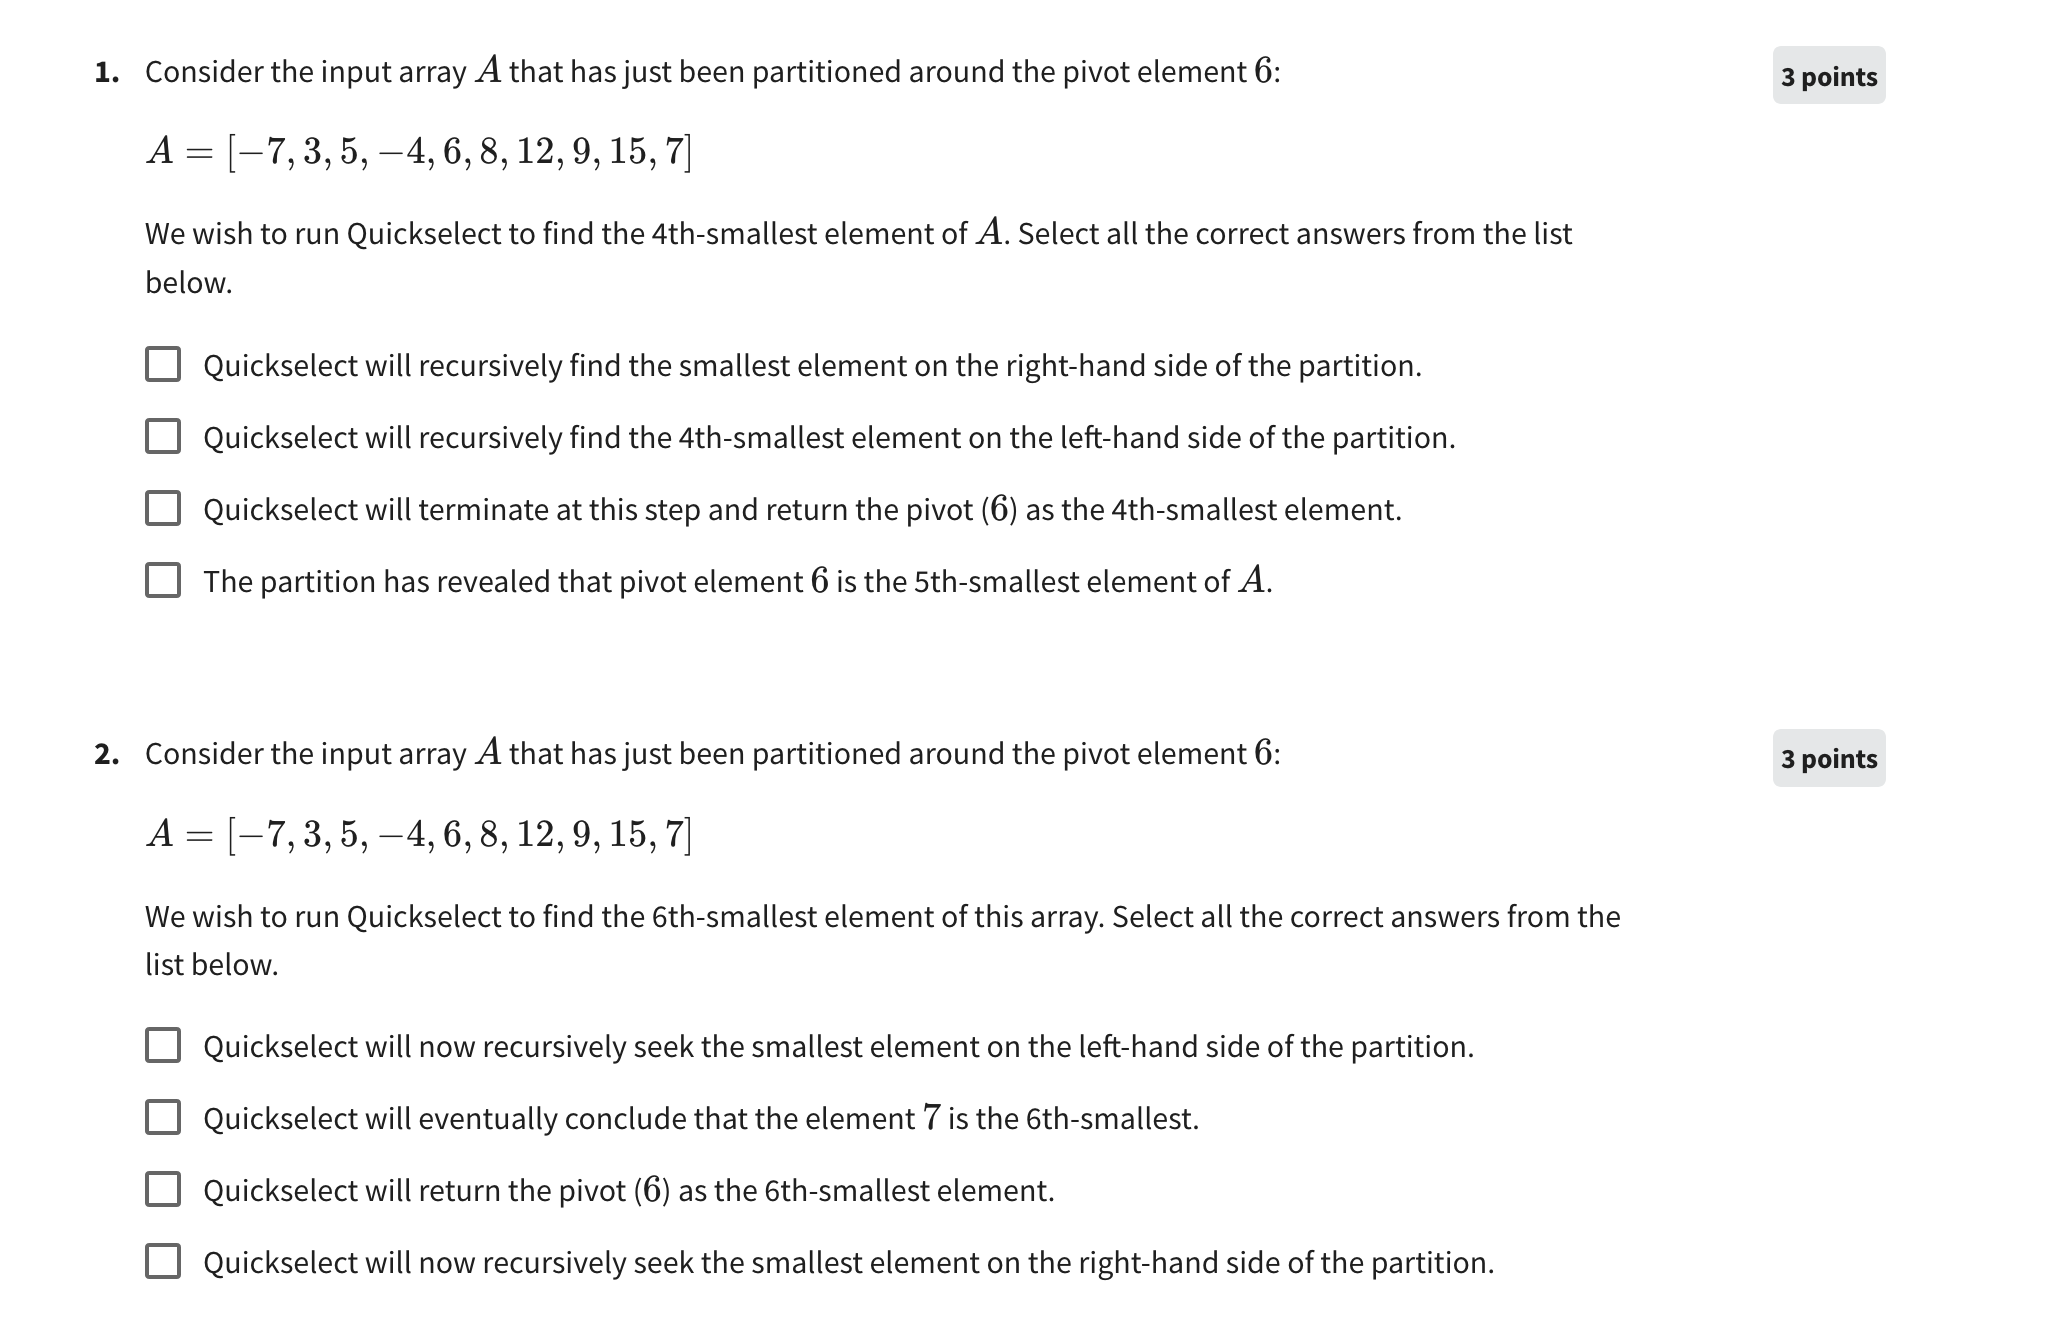 1. Consider the input array A that has just been partitioned around the pivot element 6:
3 points
A = [−7, 3, 5, −4, 6, 8, 12, 9, 15, 7]
We wish to run Quickselect to find the 4th-smallest element of A. Select all the correct answers from the list
below.
Quickselect will recursively find the smallest element on the right-hand side of the partition.
Quickselect will recursively find the 4th-smallest element on the left-hand side of the partition.
Quickselect will terminate at this step and return the pivot (6) as the 4th-smallest element.
The partition has revealed that pivot element 6 is the 5th-smallest element of A.
2. Consider the input array A that has just been partitioned around the pivot element 6:
3 points
A = [−7, 3, 5, −4, 6, 8, 12, 9, 15, 7]
We wish to run Quickselect to find the 6th-smallest element of this array. Select all the correct answers from the
list below.
Quickselect will now recursively seek the smallest element on the left-hand side of the partition.
Quickselect will eventually conclude that the element 7 is the 6th-smallest.
Quickselect will return the pivot (6) as the 6th-smallest element.
Quickselect will now recursively seek the smallest element on the right-hand side of the partition.